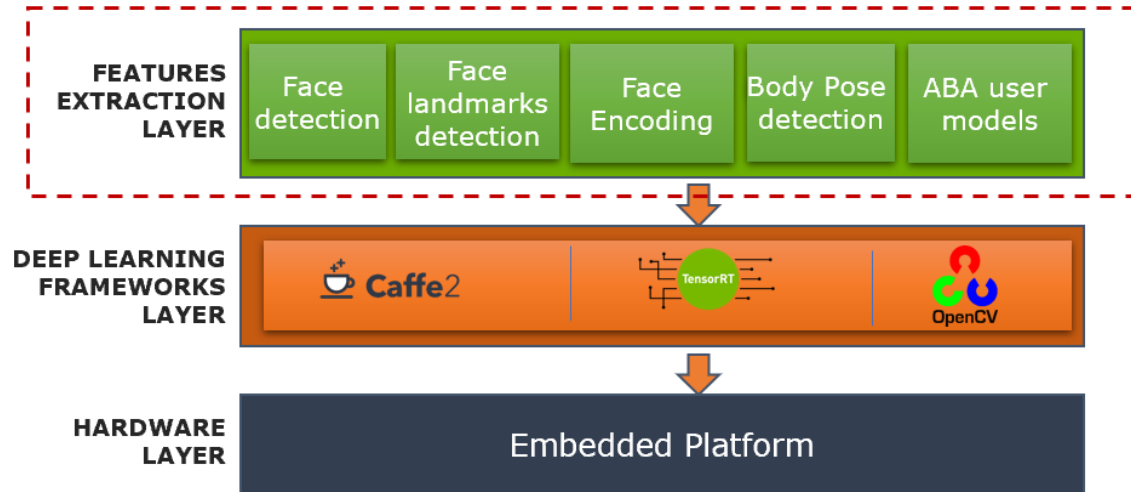 FEATURES
EXTRACTION
LAYER
Face
detection
Face
landmarks
detection
Face
Encoding
Body Pose
detection
ABA user
models
DEEP LEARNING
FRAMEWORKS
LAYER
Caffe2
TensorRT
OpenCV
HARDWARE
LAYER
Embedded Platform